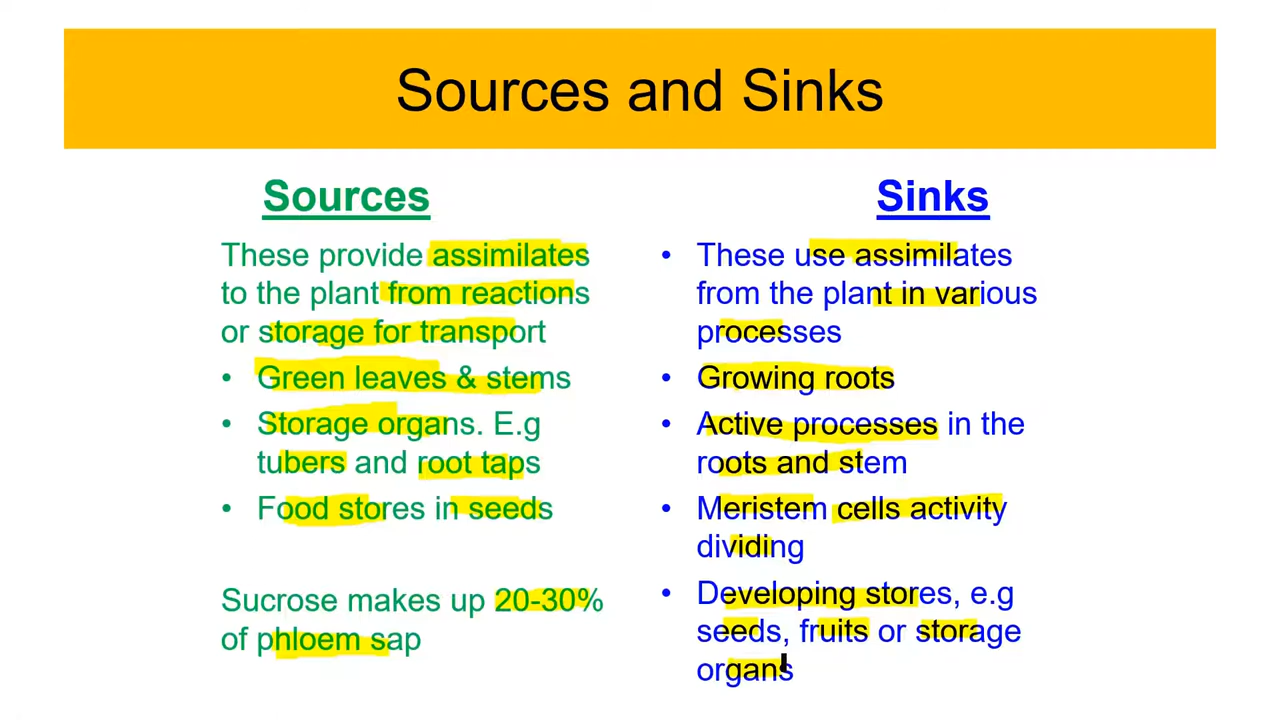 Sources and Sinks
Sources
These provide assimilates
to the plant from reactions
or storage for transport
• Green leaves & stems
• Storage organs. E.g
tubers and root taps
• Food stores in seeds
Sucrose makes up 20-30%
of phloem sap
Sinks
• These use assimilates
from the plant in various
processes
• Growing roots
• Active processes in the
roots and stem
• Meristem cells activity
dividing
• Developing stores, e.g
seeds, fruits or storage
organs